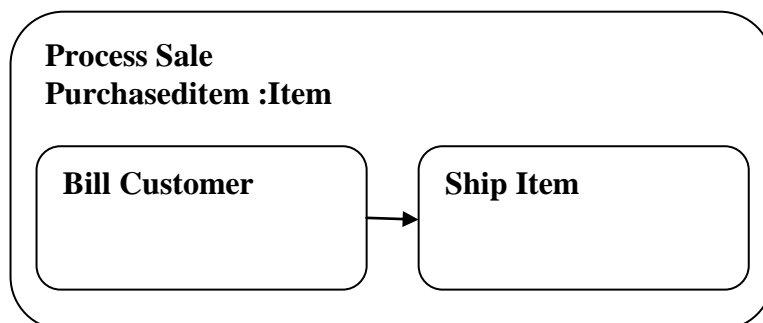 Process Sale
Purchaseditem :Item
Bill Customer
Ship Item